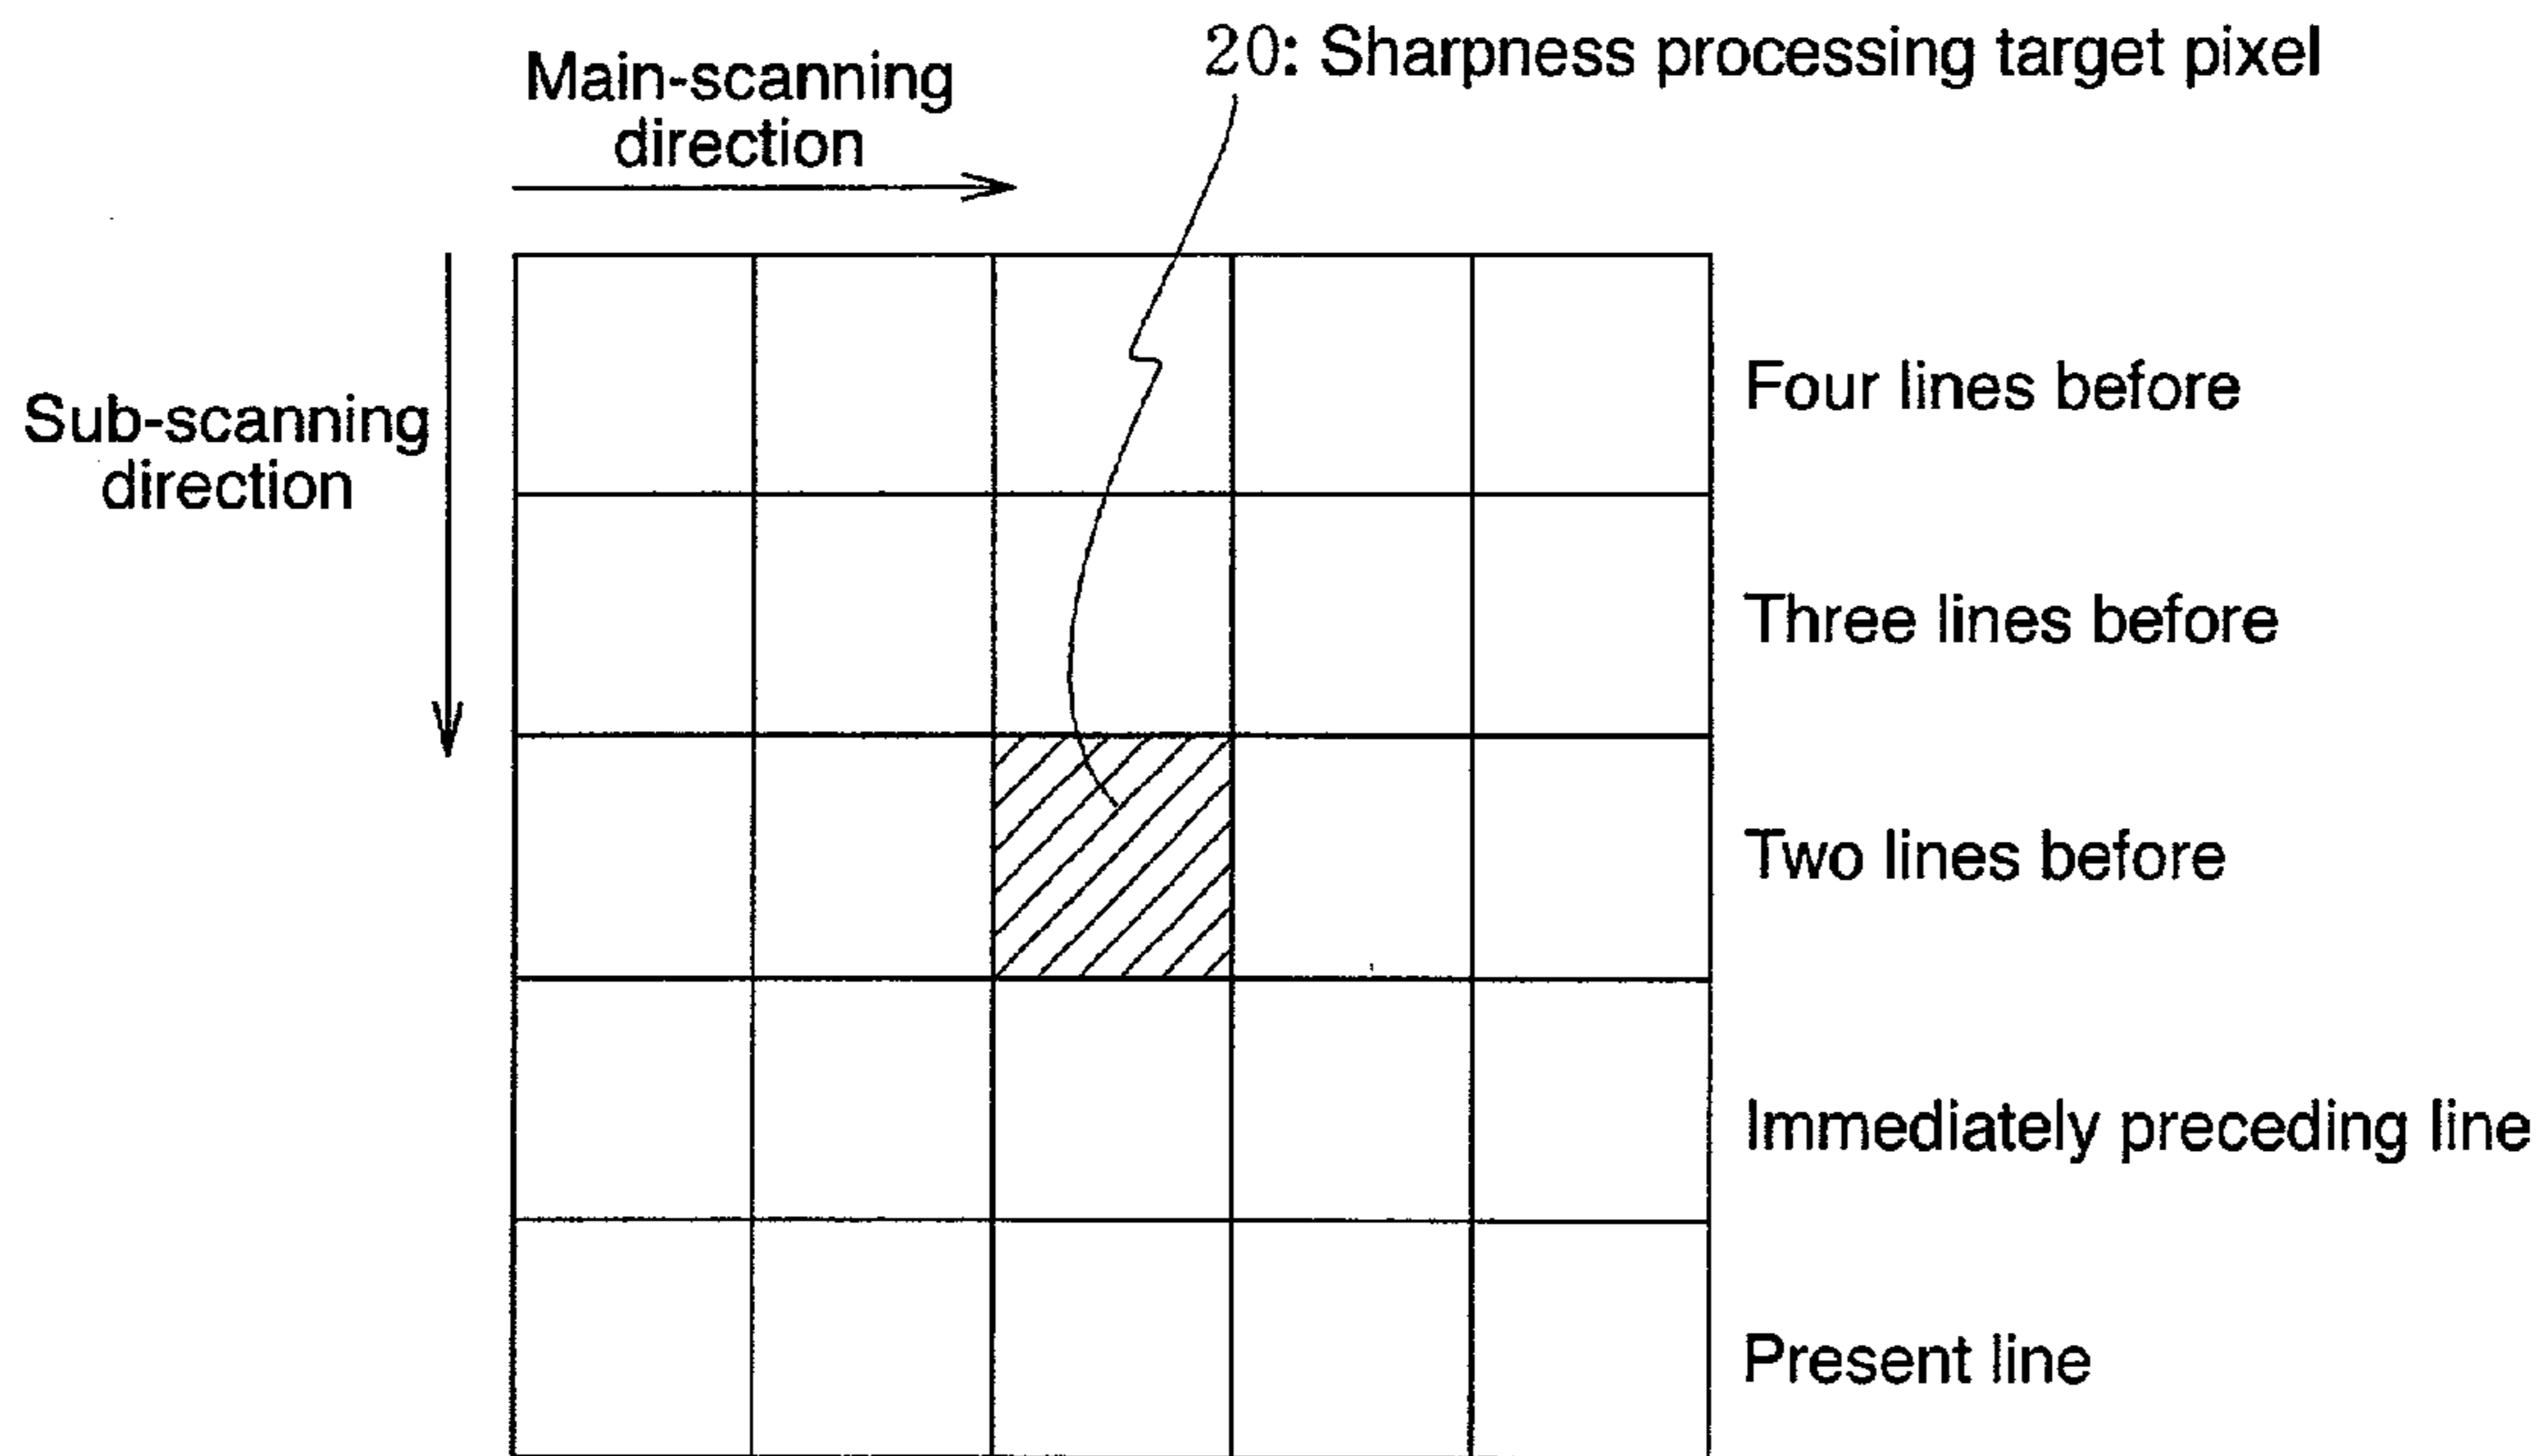 20: Sharpness processing target pixel
Main-scanning
direction
Sub-scanning
direction
Four lines before
Three lines before
Two lines before
Immediately preceding line
Present line